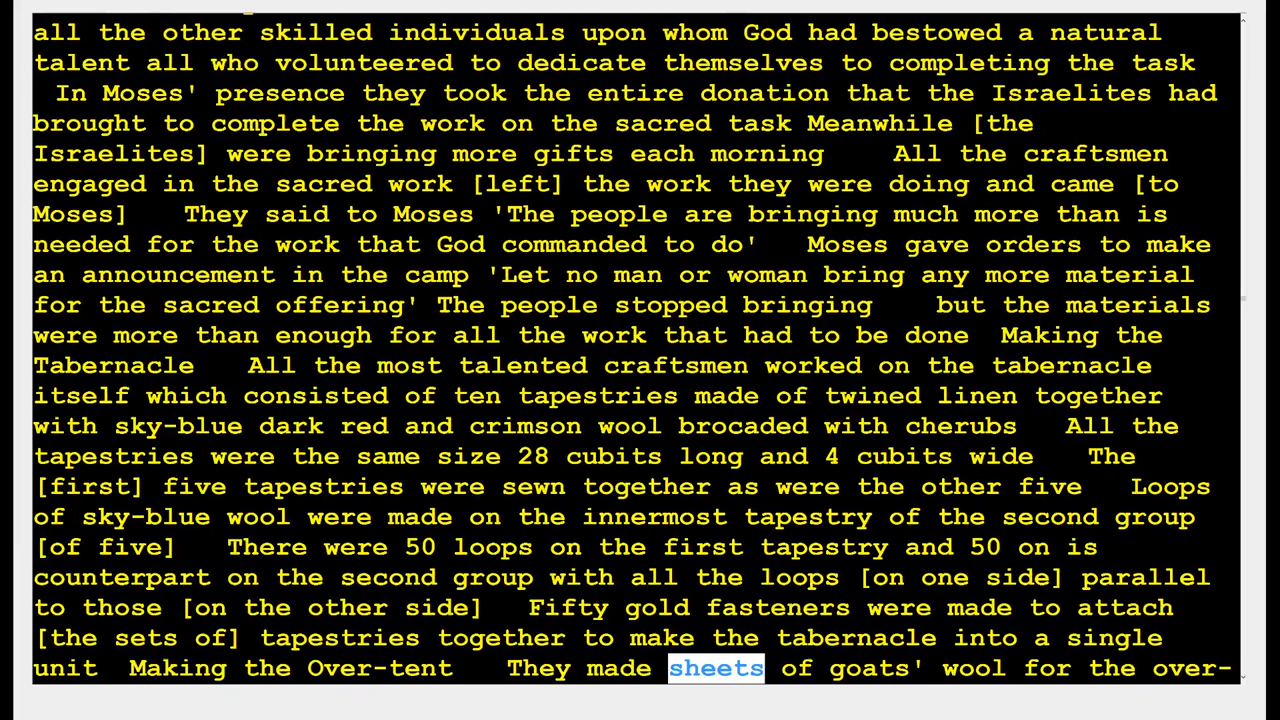 all the other skilled individuals upon whom God had bestowed a natural
talent all who volunteered to dedicate themselves to completing the task
In Moses' presence they took the entire donation that the Israelites had
brought to complete the work on the sacred task Meanwhile [the
Israelites] were bringing more gifts each morning All the craftsmen
engaged in the sacred work [left] the work they were doing and came [to
Moses] They said to Moses 'The people are bringing much more than is
needed for the work that God commanded to do' Moses gave orders to make
an announcement in the camp 'Let no man or woman bring any more material
for the sacred offering' The people stopped bringing but the materials
were more than enough for all the work that had to be done Making the
Tabernacle All the most talented craftsmen worked on the tabernacle
itself which consisted of ten tapestries made of twined linen together
with sky-blue dark red and crimson wool brocaded with cherubs All the
tapestries were the same size 28 cubits long and 4 cubits wide The
[first] five tapestries were sewn together as were the other five Loops
of sky-blue wool were made on the innermost tapestry of the second group
[of five] There were 50 loops on the first tapestry and 50 on is
counterpart on the second group with all the loops [on one side] parallel
to those [on the other side] Fifty gold fasteners were made to attach
[the sets of] tapestries together to make the tabernacle into a single
unit Making the Over-tent They made sheets of goats' wool for the over-